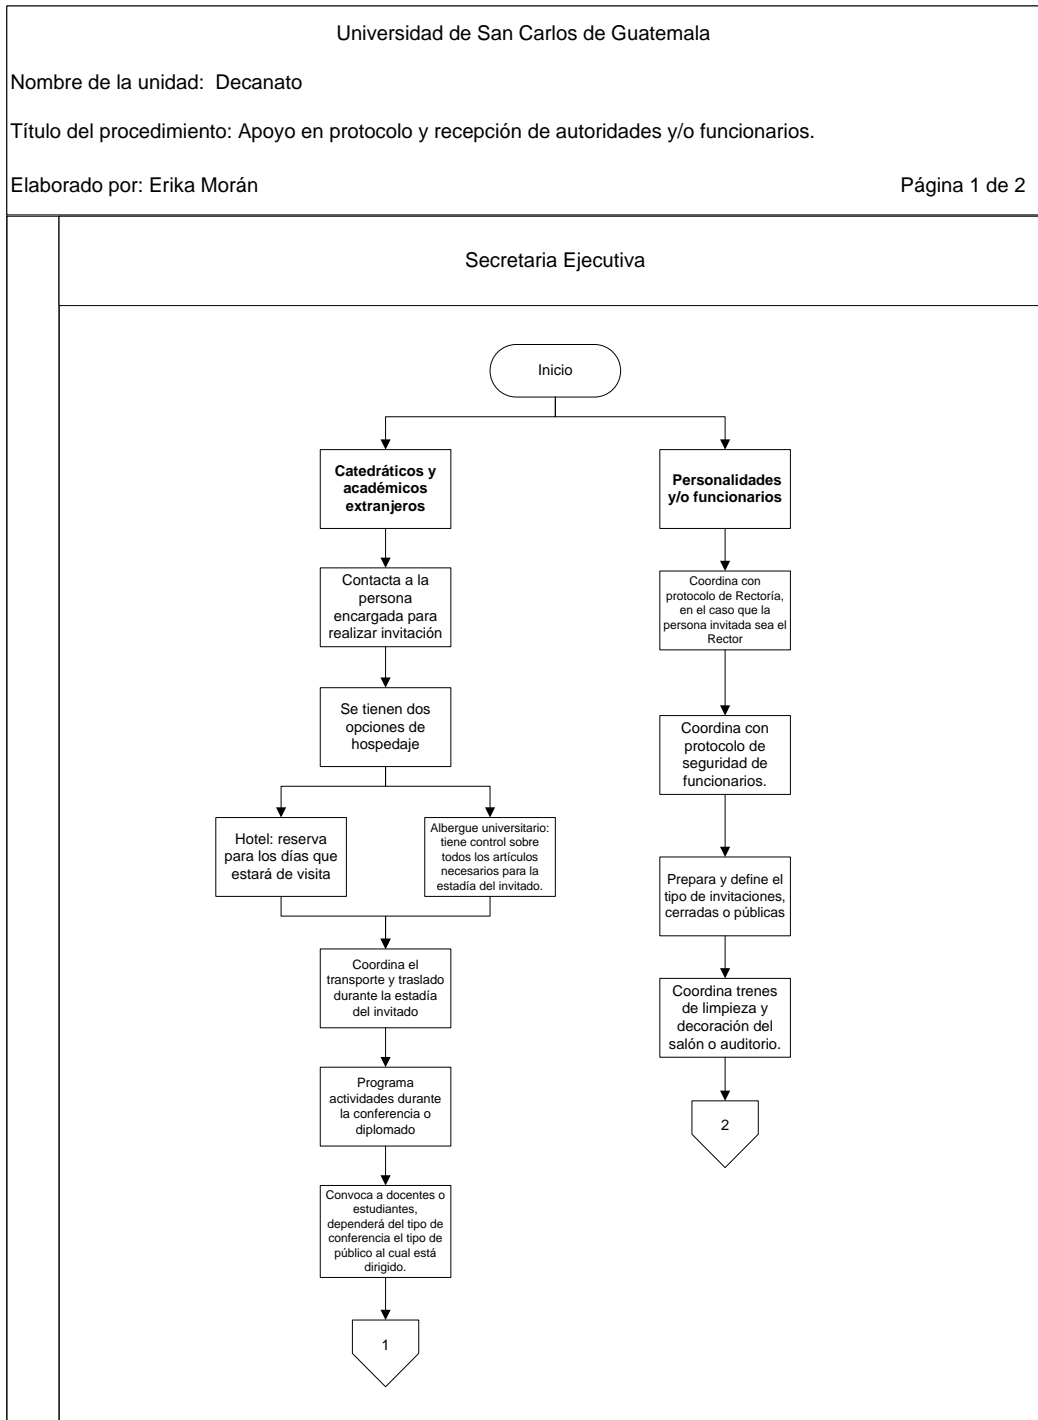 Universidad de San Carlos de Guatemala
Nombre de la unidad: Decanato
Título del procedimiento: Apoyo en protocolo y recepción de autoridades y/o funcionarios.
Elaborado por: Erika Morán
Página 1 de 2
Secretaria Ejecutiva
Inicio
Catedráticos y
académicos
extranjeros
Contacta a la
persona
encargada para
realizar invitación
Se tienen dos
opciones de
hospedaje
Hotel: reserva
para los días que
estará de visita
Albergue universitario:
tiene control sobre
todos los artículos
necesarios para la
estadía del invitado.
Coordina el
transporte y traslado
durante la estadía
del invitado
Programa
actividades durante
la conferencia o
diplomado
Convoca a docentes o
estudiantes,
dependerá del tipo de
conferencia el tipo de
público al cual está
dirigido.
1
Personalidades
y/o funcionarios
Coordina con
protocolo de Rectoría,
en el caso que la
persona invitada sea el
Rector
Coordina con
protocolo de
seguridad de
funcionarios.
Prepara y define el
tipo de invitaciones,
cerradas o públicas
Coordina trenes
de limpieza y
decoración del
salón o auditorio.
2